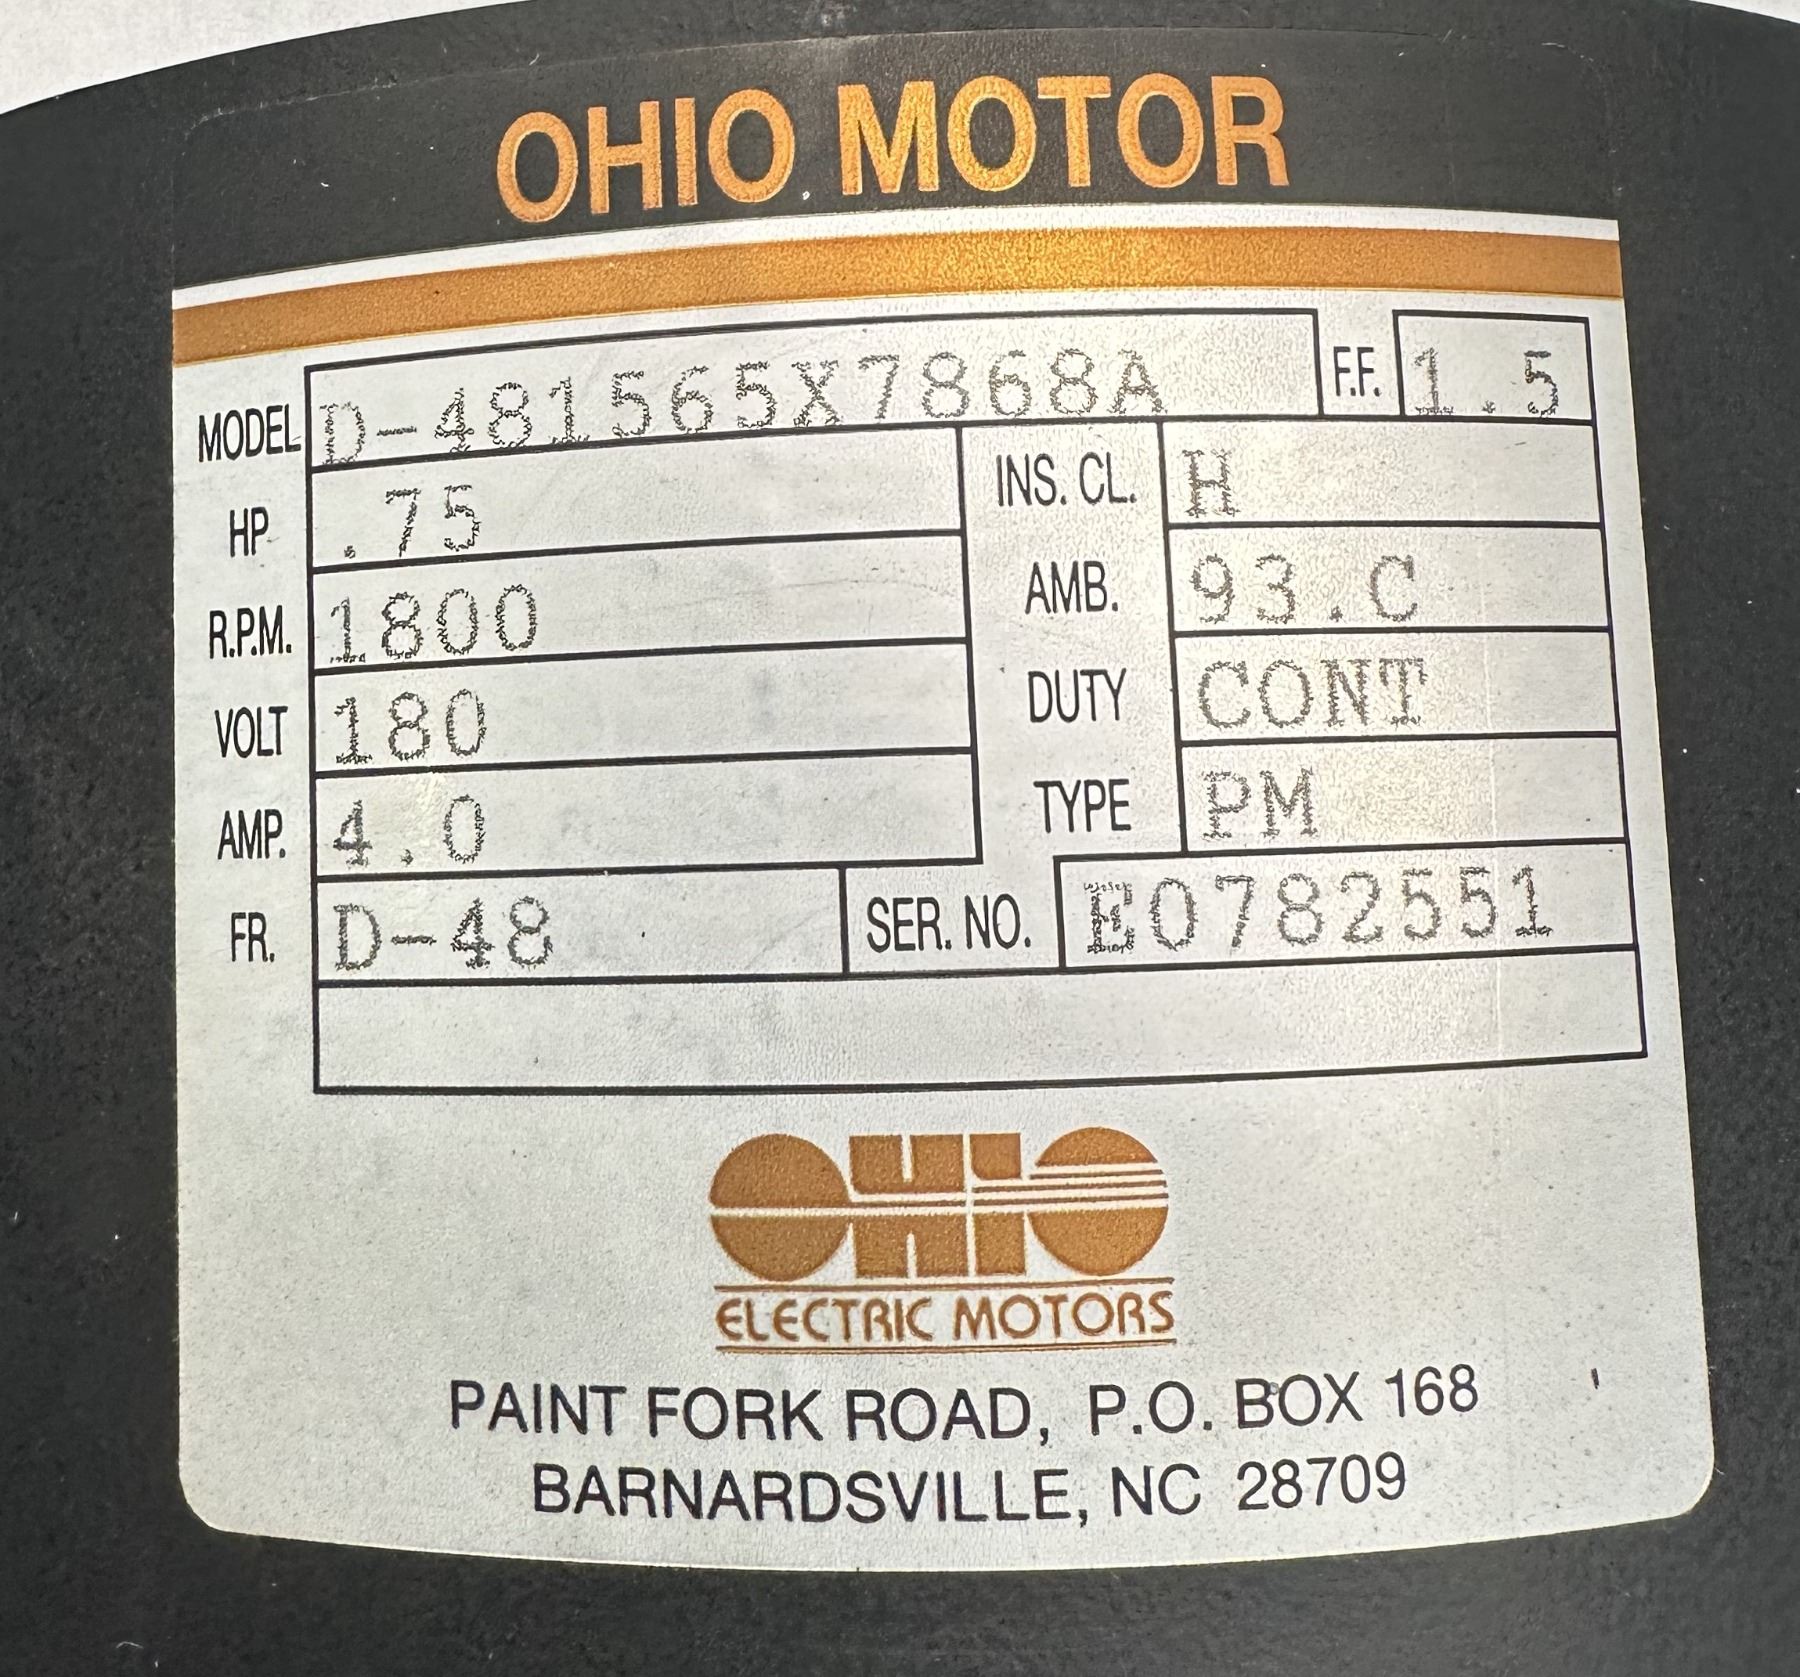 OHIO MOTOR
MODEL D-481565X7868A F.F. 1.5
HP .75 INS. CL. H
R.P.M. 1800 AMB. 93.C
VOLT 180 DUTY CONT
AMP. 4.0 TYPE PM
FR. D-48 SER. NO. E0782551
OHIO
ELECTRIC MOTORS
PAINT FORK ROAD, P.O. BOX 168
BARNARDSVILLE, NC 28709